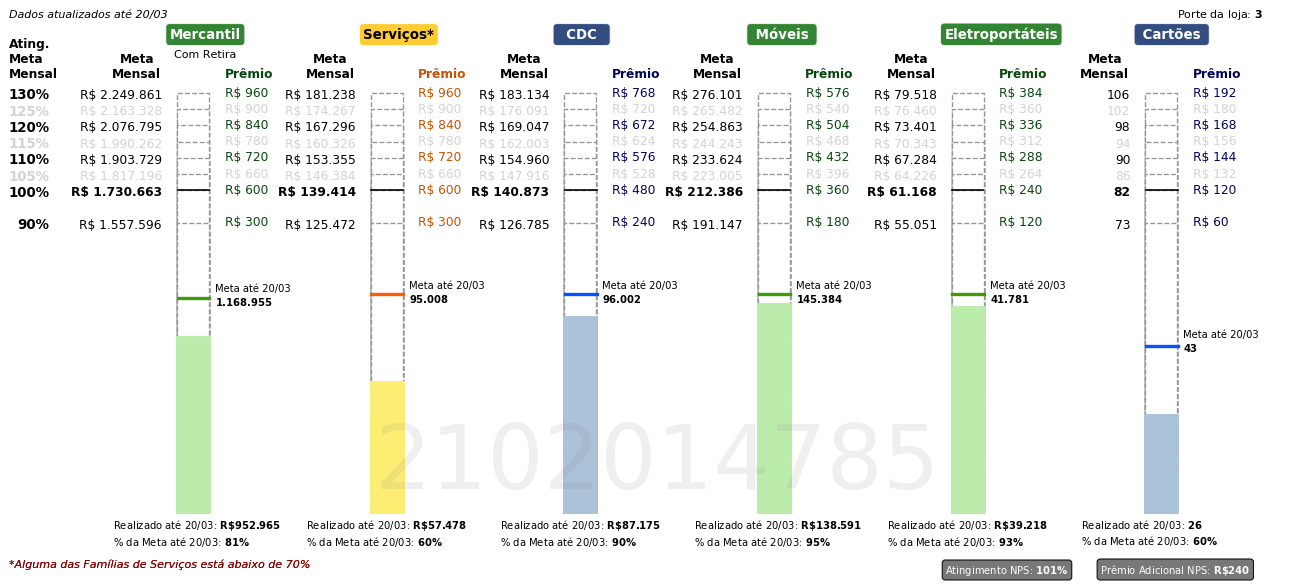 Dados atualizados até 20/03 Porte da loja: 3
Mercantil Serviços* CDC Móveis Eletroportáteis Cartões
Com Retira
Ating. Meta Mensal Meta Mensal Prêmio Meta Mensal Prêmio Meta Mensal Prêmio Meta Mensal Prêmio Meta Mensal Prêmio Meta Mensal Prêmio
130% R$ 2.249.861 R$ 960 R$ 181.238 R$ 960 R$ 183.134 R$ 768 R$ 276.101 R$ 576 R$ 79.518 R$ 384 106 R$ 192
125% R$ 2.163.328 R$ 900 R$ 174.267 R$ 900 R$ 176.091 R$ 720 R$ 265.482 R$ 540 R$ 76.460 R$ 360 102 R$ 180
120% R$ 2.076.795 R$ 840 R$ 167.296 R$ 840 R$ 169.047 R$ 672 R$ 254.863 R$ 504 R$ 73.401 R$ 336 98 R$ 168
115% R$ 1.990.262 R$ 780 R$ 160.326 R$ 780 R$ 162.003 R$ 624 R$ 244.243 R$ 468 R$ 70.343 R$ 312 94 R$ 156
110% R$ 1.903.729 R$ 720 R$ 153.355 R$ 720 R$ 154.960 R$ 576 R$ 233.624 R$ 432 R$ 67.284 R$ 288 90 R$ 144
105% R$ 1.817.196 R$ 660 R$ 146.384 R$ 660 R$ 147.916 R$ 528 R$ 223.005 R$ 396 R$ 64.226 R$ 264 86 R$ 132
100% R$ 1.730.663 R$ 600 R$ 139.414 R$ 600 R$ 140.873 R$ 480 R$ 212.386 R$ 360 R$ 61.168 R$ 240 82 R$ 120
90% R$ 1.557.596 R$ 300 R$ 125.472 R$ 300 R$ 126.785 R$ 240 R$ 191.147 R$ 180 R$ 55.051 R$ 120 73 R$ 60
Meta até 20/03 Meta até 20/03 Meta até 20/03 Meta até 20/03 Meta até 20/03
1.168.955 95.008 96.002 145.384 41.781
Meta até 20/03
43
2102014785
Realizado até 20/03: R$952.965 Realizado até 20/03: R$57.478 Realizado até 20/03: R$87.175 Realizado até 20/03: R$138.591 Realizado até 20/03: R$39.218 Realizado até 20/03: 26
% da Meta até 20/03: 81% % da Meta até 20/03: 60% % da Meta até 20/03: 90% % da Meta até 20/03: 95% % da Meta até 20/03: 93% % da Meta até 20/03: 60%
*Alguma das Famílias de Serviços está abaixo de 70% Atingimento NPS: 101% Prêmio Adicional NPS: R$240